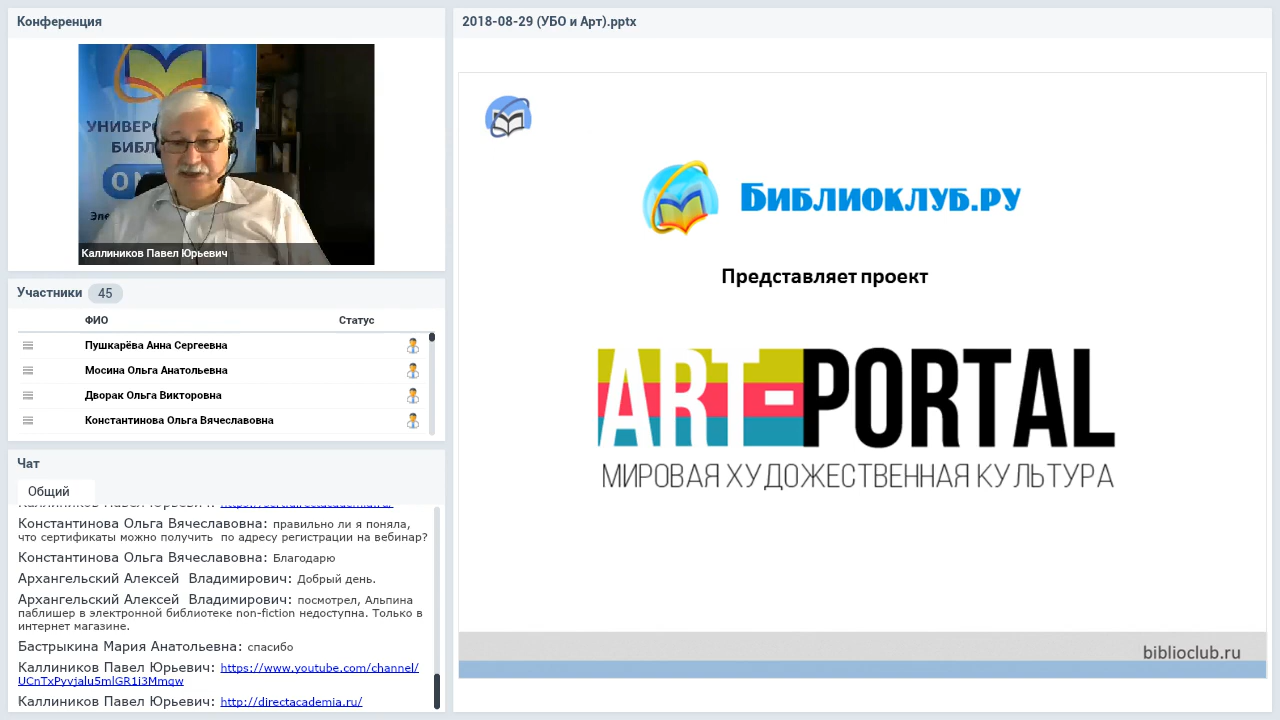 Конференция
УНИВЕР
Я
БИБЛ
Каллиников Павел Юрьевич
Участники 45
ФИО Статус
Пушкарёва Анна Сергеевна
Мосина Ольга Анатольевна
Дворак Ольга Викторовна
Константинова Ольга Вячеславовна
Чат
Общий
Константинова Ольга Вячеславовна: правильно ли я поняла,
что сертификаты можно получить по адресу регистрации на вебинар?
Константинова Ольга Вячеславовна: Благодарю
Архангельский Алексей Владимирович: Добрый день.
Архангельский Алексей Владимирович: посмотрел, Альпина
паблишер в электронной библиотеке non-fiction недоступна. Только в
интернет магазине.
Бастрыкина Мария Анатольевна: спасибо
Каллиников Павел Юрьевич: https://www.youtube.com/channel/
UCnTxPyvjalu5mlGR1i3Mmqw
Каллиников Павел Юрьевич: http://directacademia.ru/
2018-08-29 (УБО и Арт).pptx
Библиоклуб.ру
Представляет проект
ART-PORTAL
МИРОВАЯ ХУДОЖЕСТВЕННАЯ КУЛЬТУРА
biblioclub.ru